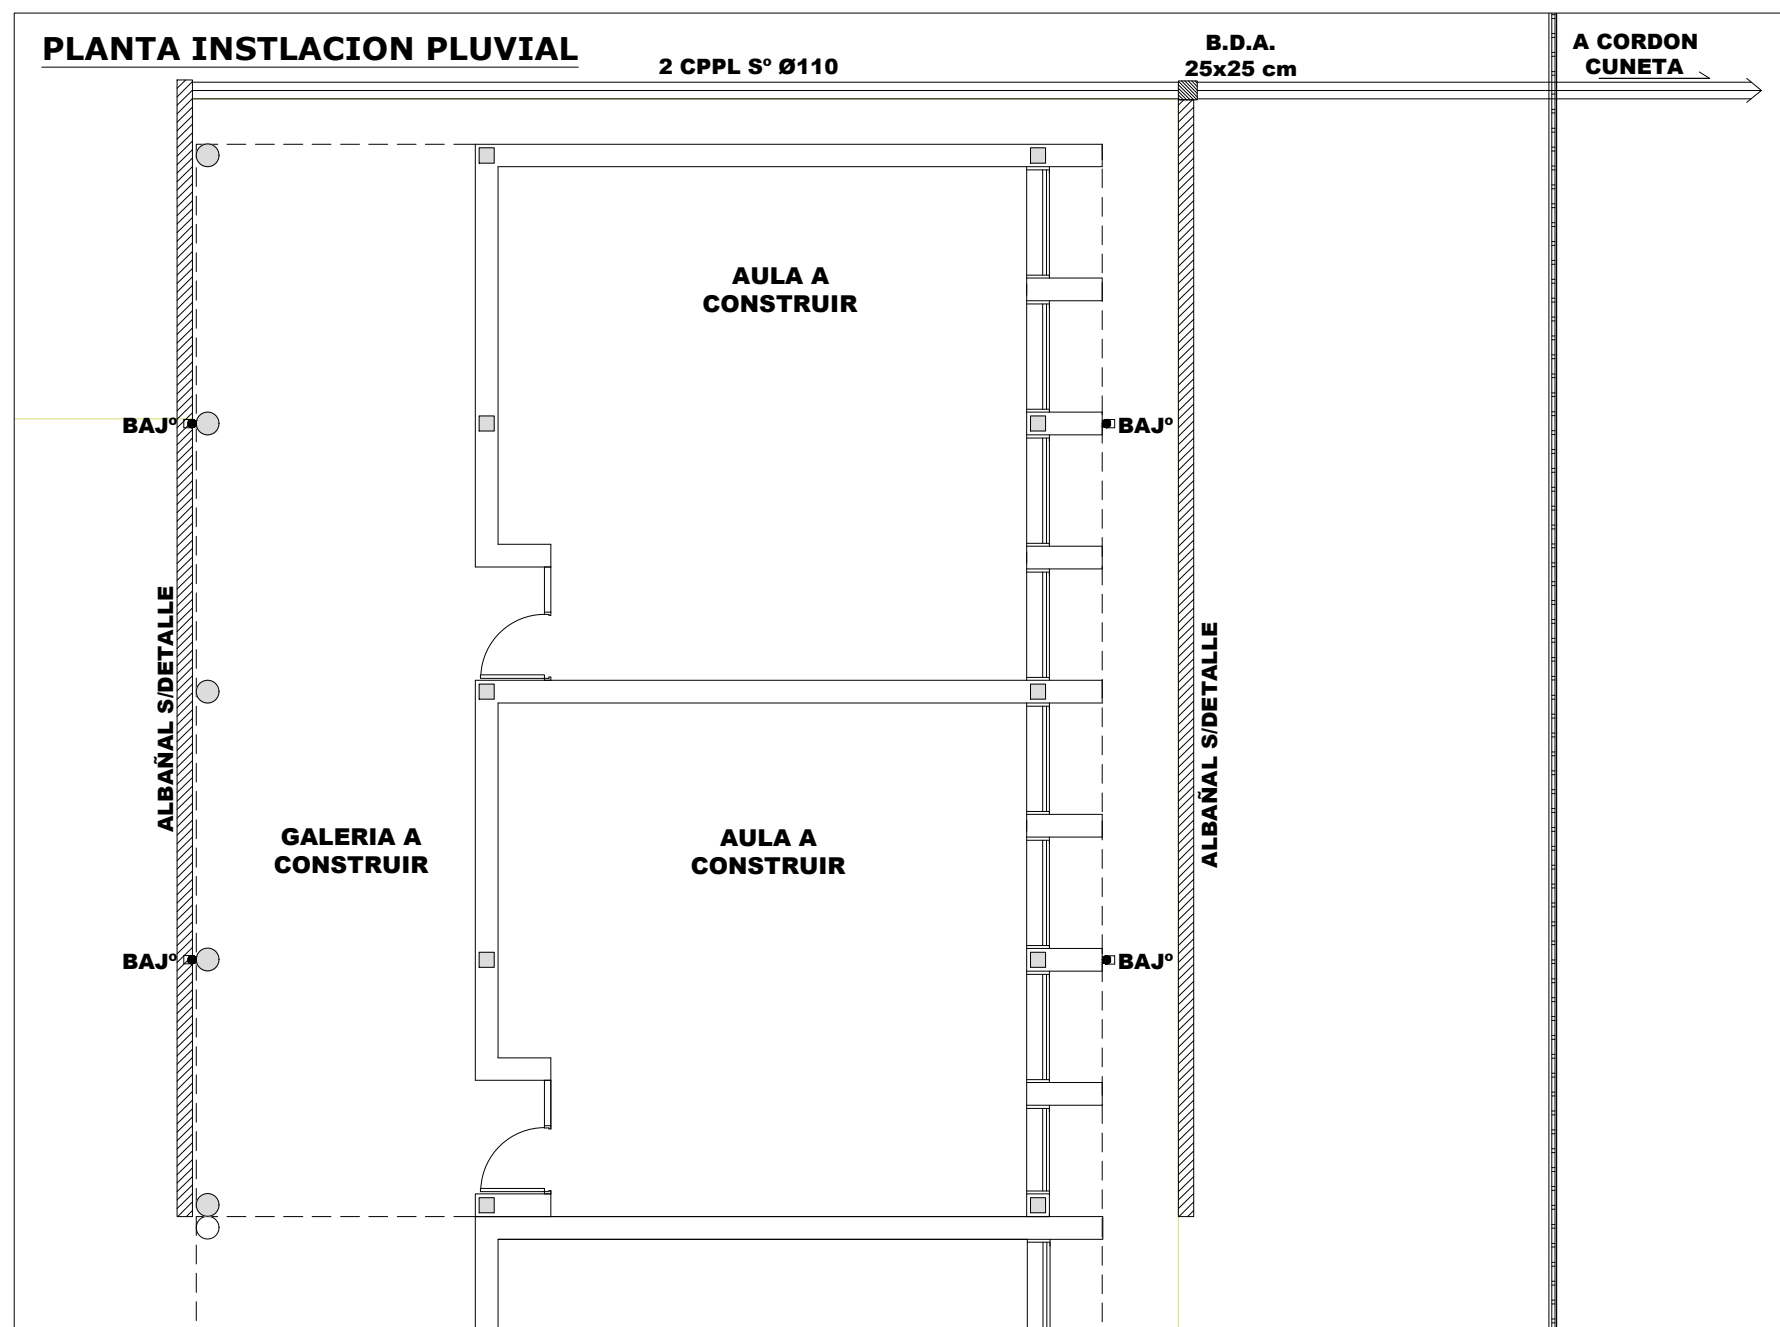 PLANTA INSTLACION PLUVIAL
2 CPPL Sº Ø110
B.D.A.
25x25 cm
A CORDON
CUNETA
AULA A
CONSTRUIR
BAJº
BAJº
ALBAÑAL S/DETALLE
ALBAÑAL S/DETALLE
GALERIA A
CONSTRUIR
AULA A
CONSTRUIR
BAJº
BAJº